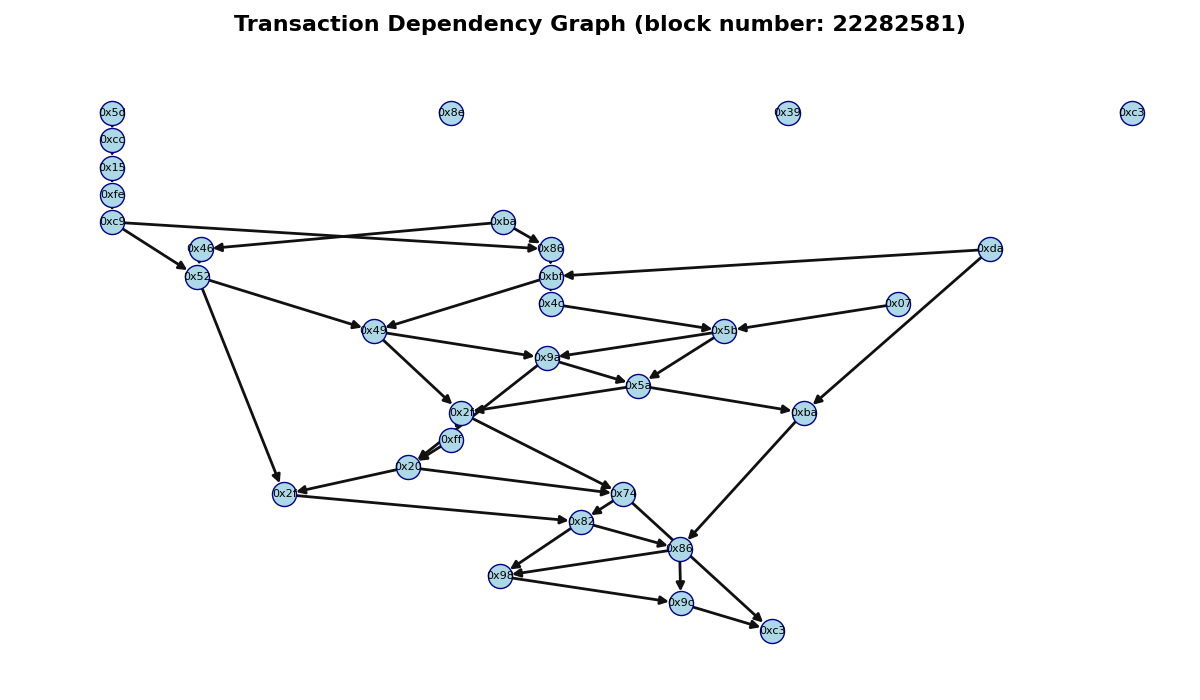 Transaction Dependency Graph (block number: 22282581)
0x5d
0x8e
0x39
0xc3
0xcc
0x15
0xfe
0xc9
0xba
0x46
0x86
0xda
0x52
0xbf
0x4c
0x07
0x49
0x5b
0x9a
0x5a
0x2f
0xba
0xff
0x20
0x2f
0x74
0x82
0x86
0x98
0x9c
0xc3